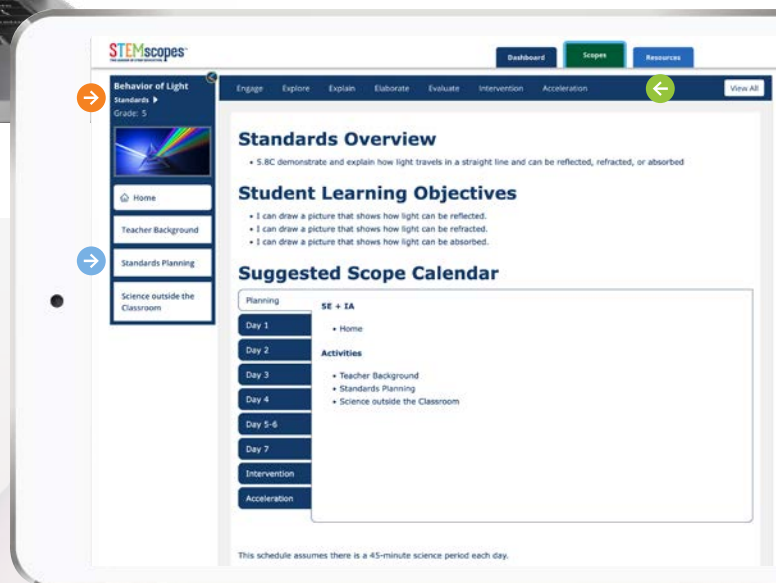 STEMscopes
Dashboard
Scopes
Resources
Behavior of Light
Standards
Grade: 5
Home
Teacher Background
Standards Planning
Science outside the
Classroom
Engage Explore Explain Elaborate Evaluate Intervention Acceleration
View All
Standards Overview
• 5.8C demonstrate and explain how light travels in a straight line and can be reflected, refracted, or absorbed
Student Learning Objectives
• I can draw a picture that shows how light can be reflected.
• I can draw a picture that shows how light can be refracted.
• I can draw a picture that shows how light can be absorbed.
Suggested Scope Calendar
Planning
Day 1
Day 2
Day 3
Day 4
Day 5-6
Day 7
Intervention
Acceleration
5E + IA
• Home
Activities
• Teacher Background
• Standards Planning
• Science outside the Classroom
This schedule assumes there is a 45-minute science period each day.